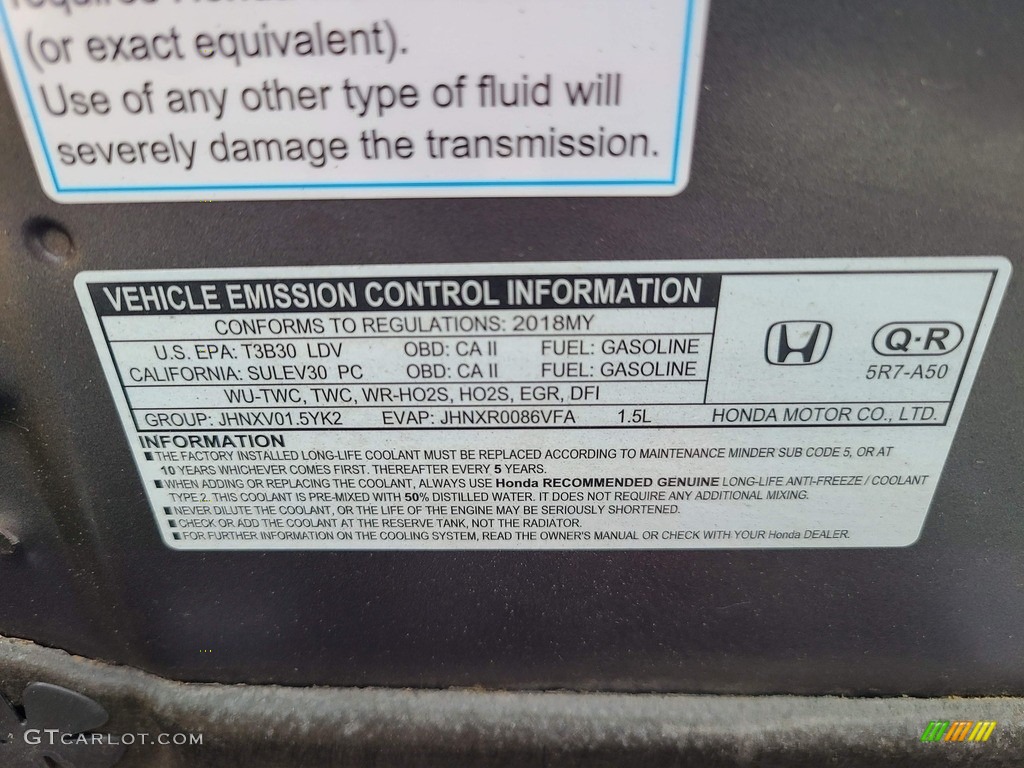 (or exact equivalent).
Use of any other type of fluid will
severely damage the transmission.
VEHICLE EMISSION CONTROL INFORMATION
CONFORMS TO REGULATIONS: 2018MY
U.S. EPA: T3B30 LDV OBD: CA II FUEL: GASOLINE
CALIFORNIA: SULEV30 PC OBD: CA II FUEL: GASOLINE
WU-TWC, TWC, WR-HO2S, HO2S, EGR, DFI
GROUP: JHNXV01.5YK2 EVAP: JHNXR0086VFA 1.5L
Q·R
5R7-A50
HONDA MOTOR CO., LTD.
INFORMATION
■THE FACTORY INSTALLED LONG-LIFE COOLANT MUST BE REPLACED ACCORDING TO MAINTENANCE MINDER SUB CODE 5, OR AT
10 YEARS WHICHEVER COMES FIRST. THEREAFTER EVERY 5 YEARS.
■WHEN ADDING OR REPLACING THE COOLANT, ALWAYS USE Honda RECOMMENDED GENUINE LONG-LIFE ANTI-FREEZE / COOLANT
TYPE 2. THIS COOLANT IS PRE-MIXED WITH 50% DISTILLED WATER. IT DOES NOT REQUIRE ANY ADDITIONAL MIXING.
■NEVER DILUTE THE COOLANT, OR THE LIFE OF THE ENGINE MAY BE SERIOUSLY SHORTENED.
■CHECK OR ADD THE COOLANT AT THE RESERVE TANK, NOT THE RADIATOR.
■FOR FURTHER INFORMATION ON THE COOLING SYSTEM, READ THE OWNER'S MANUAL OR CHECK WITH YOUR Honda DEALER.
GTCARLOT.COM